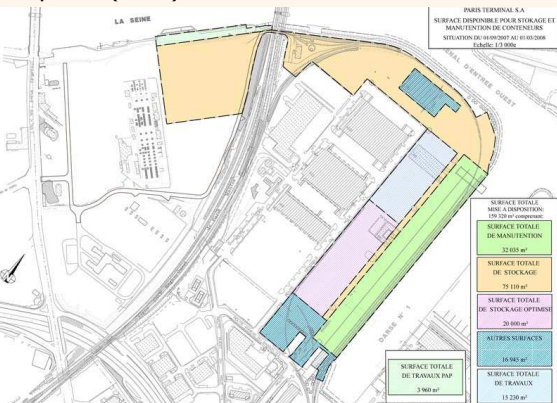 LA SEINE
PARIS TERMINAL S.A
SURFACE DISPONIBLE POUR STOKAGE ET
MANUTENTION DE CONTENEURS
SITUATION DU 01/09/2007 AU 01/05/2008
Echelle: 1/3 000e
CANAL D'ENTREE OUEST
DARSE N° 1
SURFACE TOTALE
MISE A DISPOSITION:
159 320 m² comprenant:
SURFACE TOTALE
DE MANUTENTION
32 035 m²
SURFACE TOTALE
DE STOCKAGE
75 110 m²
SURFACE TOTALE
DE STOCKAGE OPTIMISE
20 000 m²
AUTRES SURFACES
16 945 m²
SURFACE TOTALE
DE TRAVAUX
15 230 m²
SURFACE TOTALE
DE TRAVAUX PAP
3 960 m²